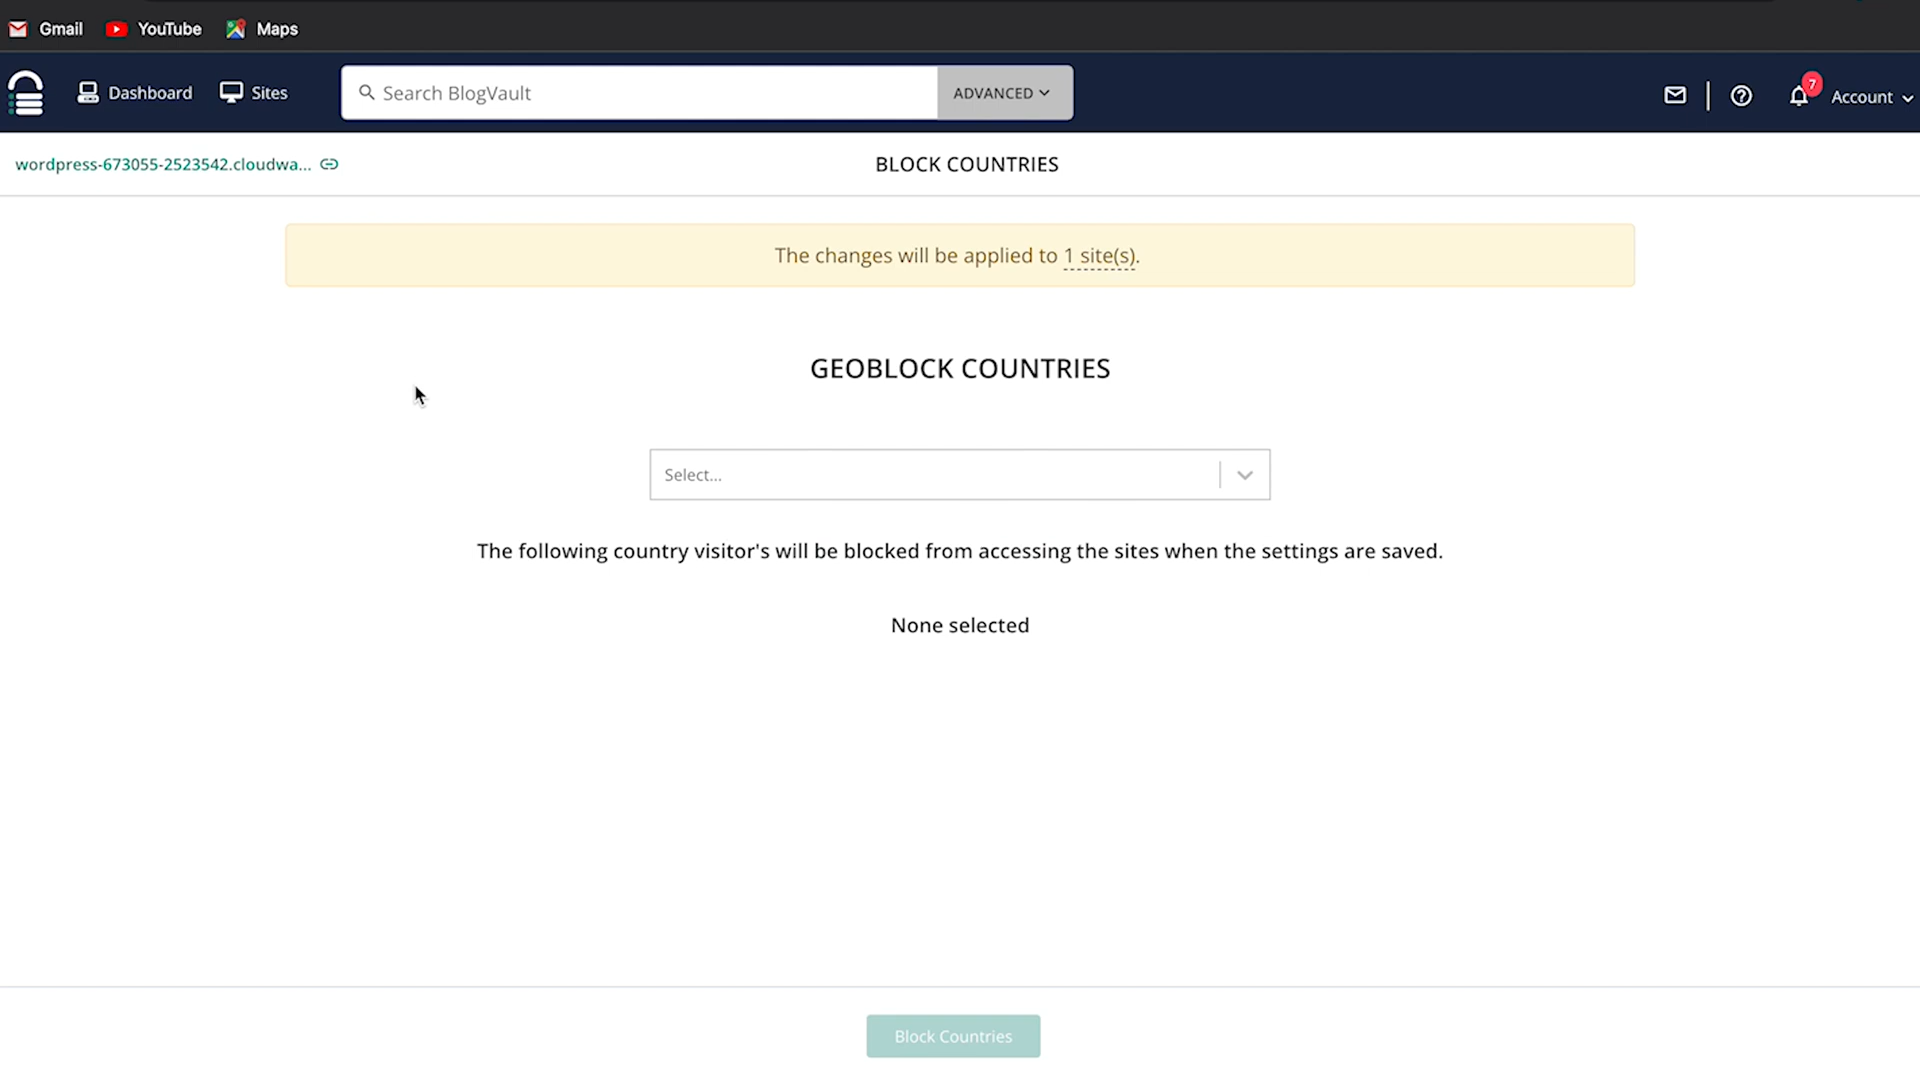 Gmail YouTube Maps
Dashboard Sites Search BlogVault ADVANCED 7 Account
wordpress-673055-2523542.cloudwa... BLOCK COUNTRIES
The changes will be applied to 1 site(s).
GEOBLOCK COUNTRIES
Select...
The following country visitor's will be blocked from accessing the sites when the settings are saved.
None selected
Block Countries